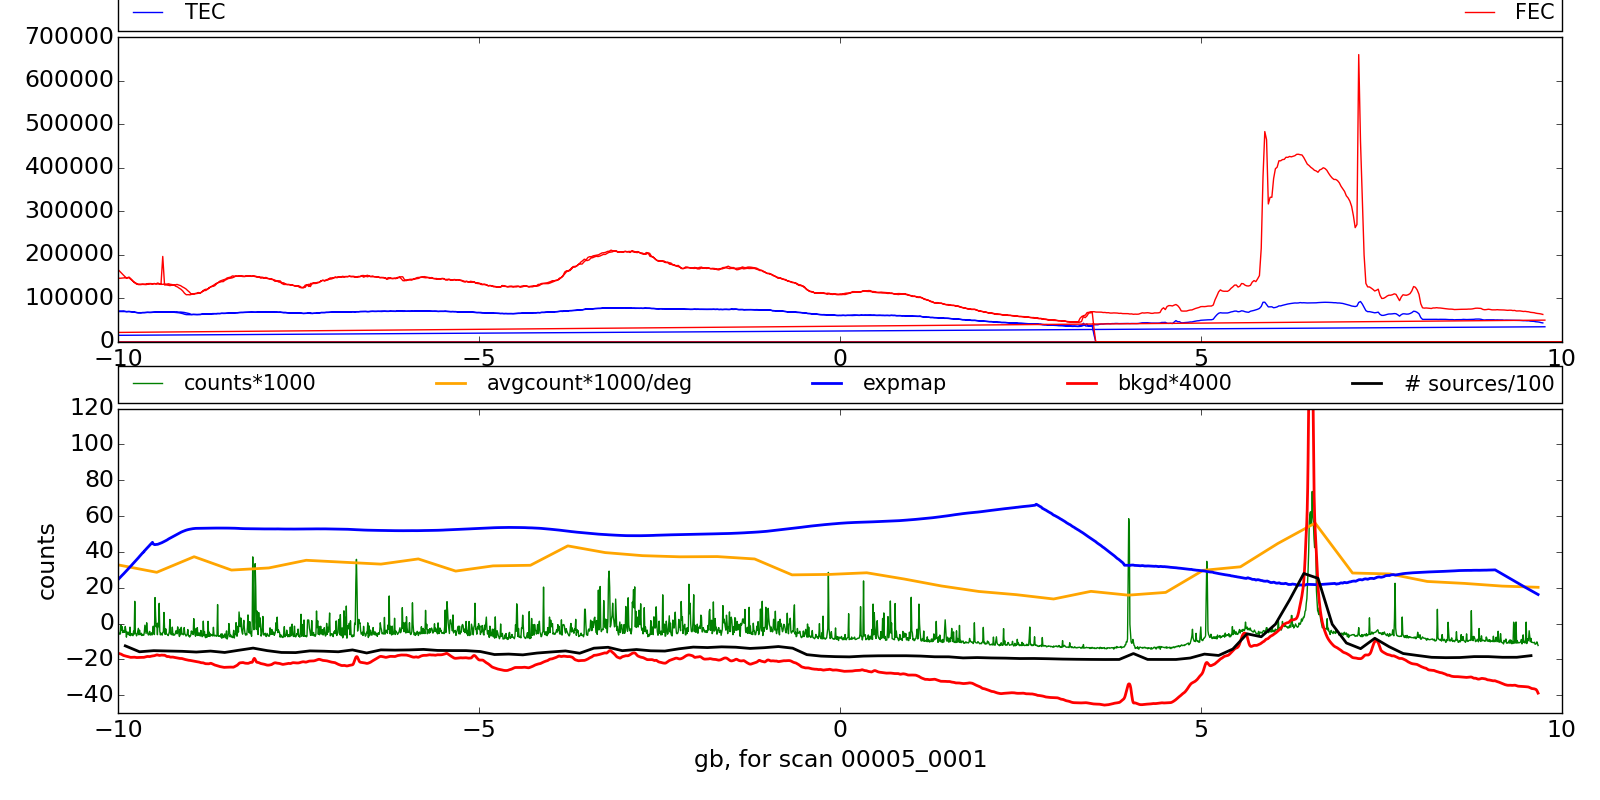 TEC FEC
700000
600000
500000
400000
300000
200000
100000
0
−10 −5 0 5 10
counts*1000 avgcount*1000/deg expmap bkgd*4000 # sources/100
120
100
80
60
40
20
0
−20
−40
counts
−10 −5 0 5 10
gb, for scan 00005_0001